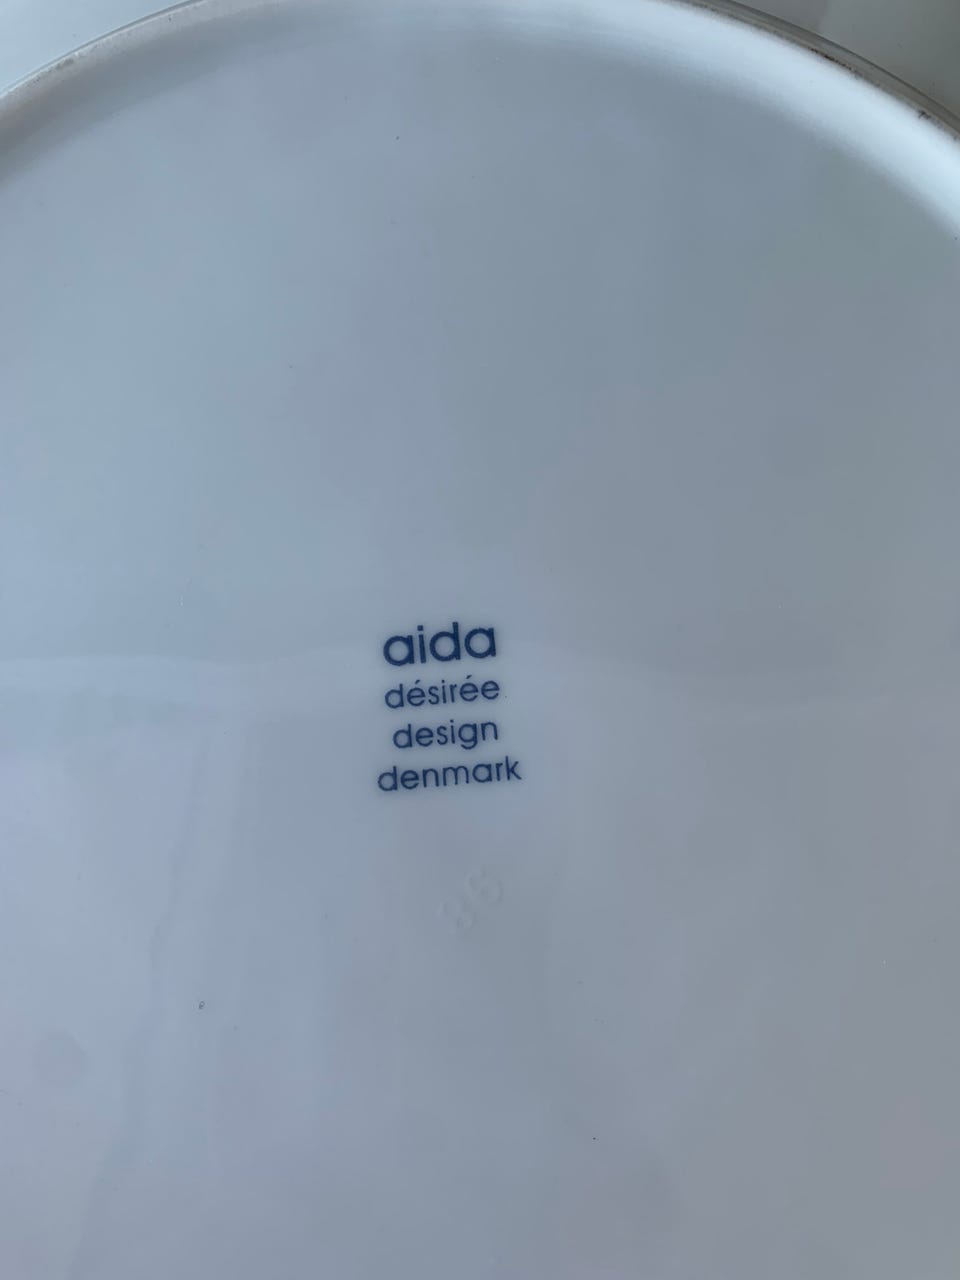 aida
désirée
design
denmark